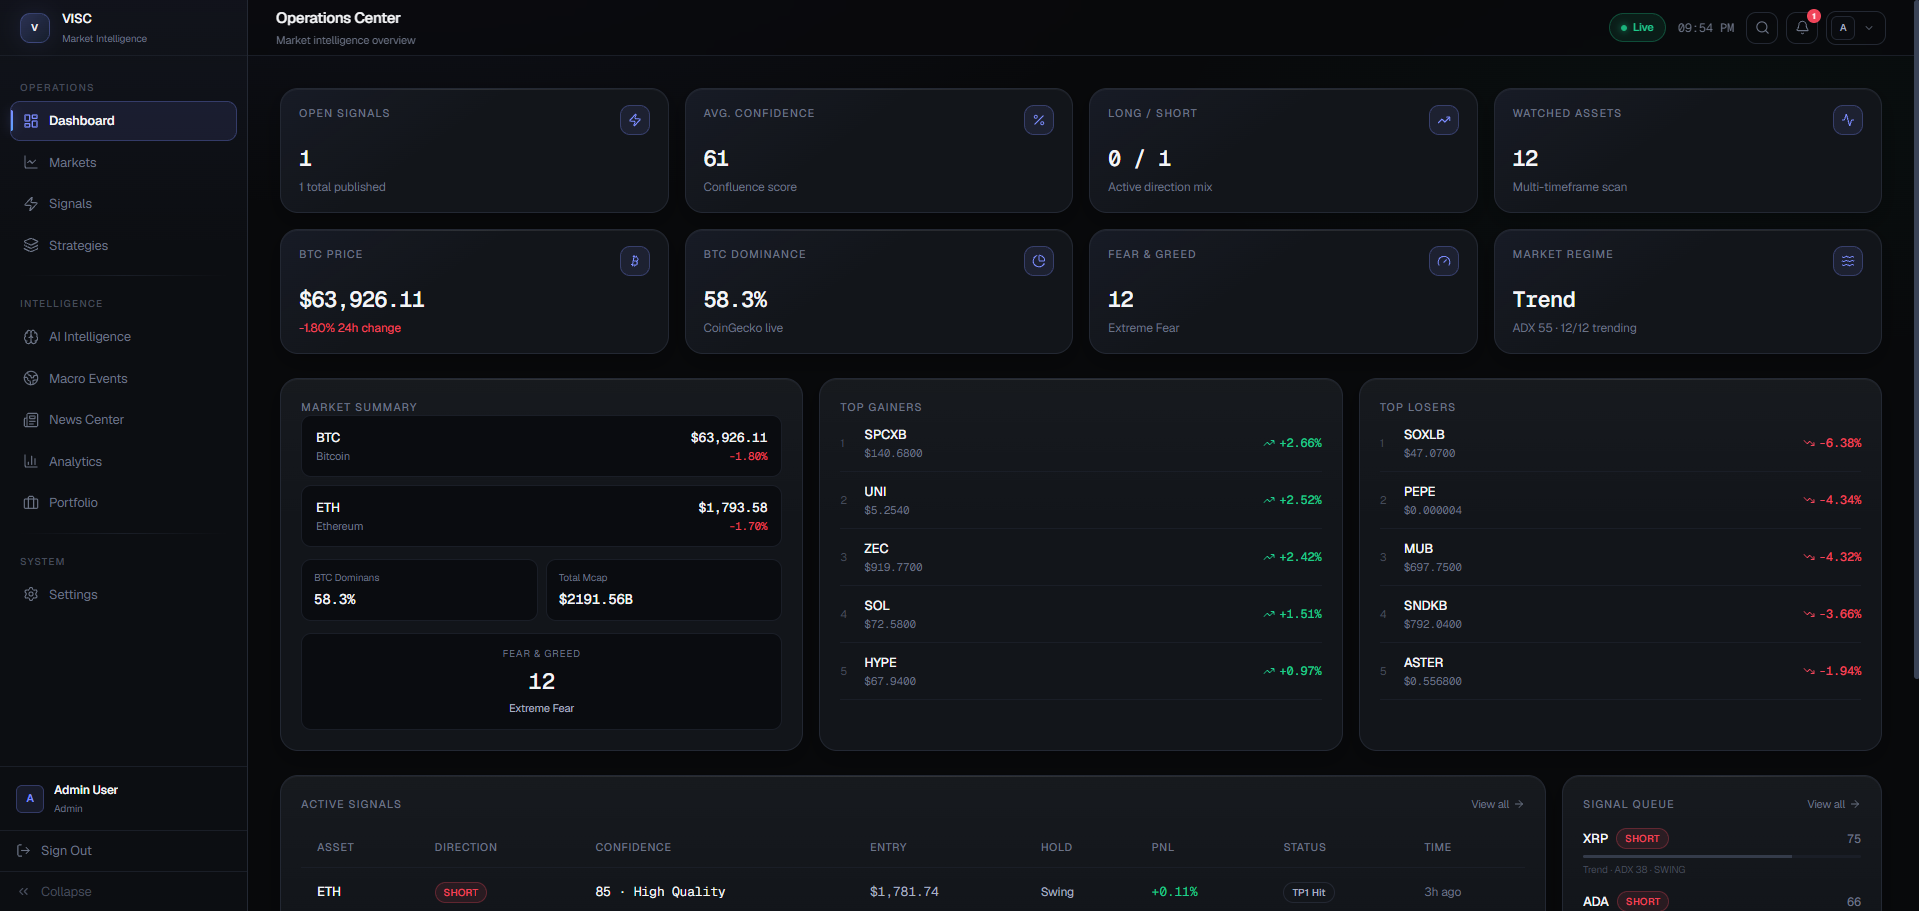 V
VISC
Market Intelligence
OPERATIONS
Dashboard
Markets
Signals
Strategies
INTELLIGENCE
AI Intelligence
Macro Events
News Center
Analytics
Portfolio
SYSTEM
Settings
A
Admin User
Admin
Sign Out
Collapse
Operations Center
Market intelligence overview
Live
09:54 PM
1
A
OPEN SIGNALS
1
1 total published
AVG. CONFIDENCE
61
Confluence score
LONG / SHORT
0 / 1
Active direction mix
WATCHED ASSETS
12
Multi-timeframe scan
BTC PRICE
$63,926.11
-1.80% 24h change
BTC DOMINANCE
58.3%
CoinGecko live
FEAR & GREED
12
Extreme Fear
MARKET REGIME
Trend
ADX 55 · 12/12 trending
MARKET SUMMARY
BTC $63,926.11
Bitcoin -1.80%
ETH $1,793.58
Ethereum -1.70%
BTC Dominans
58.3%
Total Mcap
$2191.56B
FEAR & GREED
12
Extreme Fear
TOP GAINERS
1 SPCXB +2.66%
$140.6800
2 UNI +2.52%
$5.2540
3 ZEC +2.42%
$919.7700
4 SOL +1.51%
$72.5800
5 HYPE +0.97%
$67.9400
TOP LOSERS
1 SOXLB -6.38%
$47.0700
2 PEPE -4.34%
$0.000004
3 MUB -4.32%
$697.7500
4 SNDKB -3.66%
$792.0400
5 ASTER -1.94%
$0.556800
ACTIVE SIGNALS View all →
ASSET DIRECTION CONFIDENCE ENTRY HOLD PNL STATUS TIME
ETH SHORT 85 · High Quality $1,781.74 Swing +0.11% TP1 Hit 3h ago
SIGNAL QUEUE View all →
XRP SHORT 75
Trend · ADX 38 · SWING
ADA SHORT 66